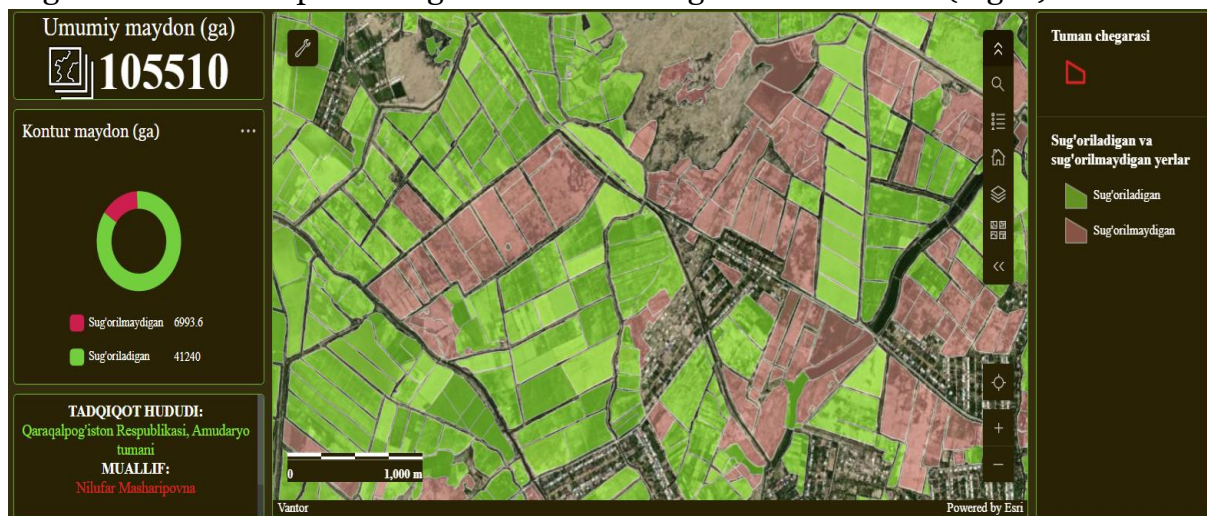 Umumiy maydon (ga)
105510
Kontur maydon (ga)
Sug'orilmaydigan 6993.6
Sug'oriladigan 41240
TADQIQOT HUDUDI:
Qaraqalpog'iston Respublikasi, Amudaryo
tumani
MUALLIF:
Nilufar Masharipovna
0 1,000 m
Vantor
Powered by Esri
Tuman chegarasi
Sug'oriladigan va
sug'orilmaydigan yerlar
Sug'oriladigan
Sug'orilmaydigan